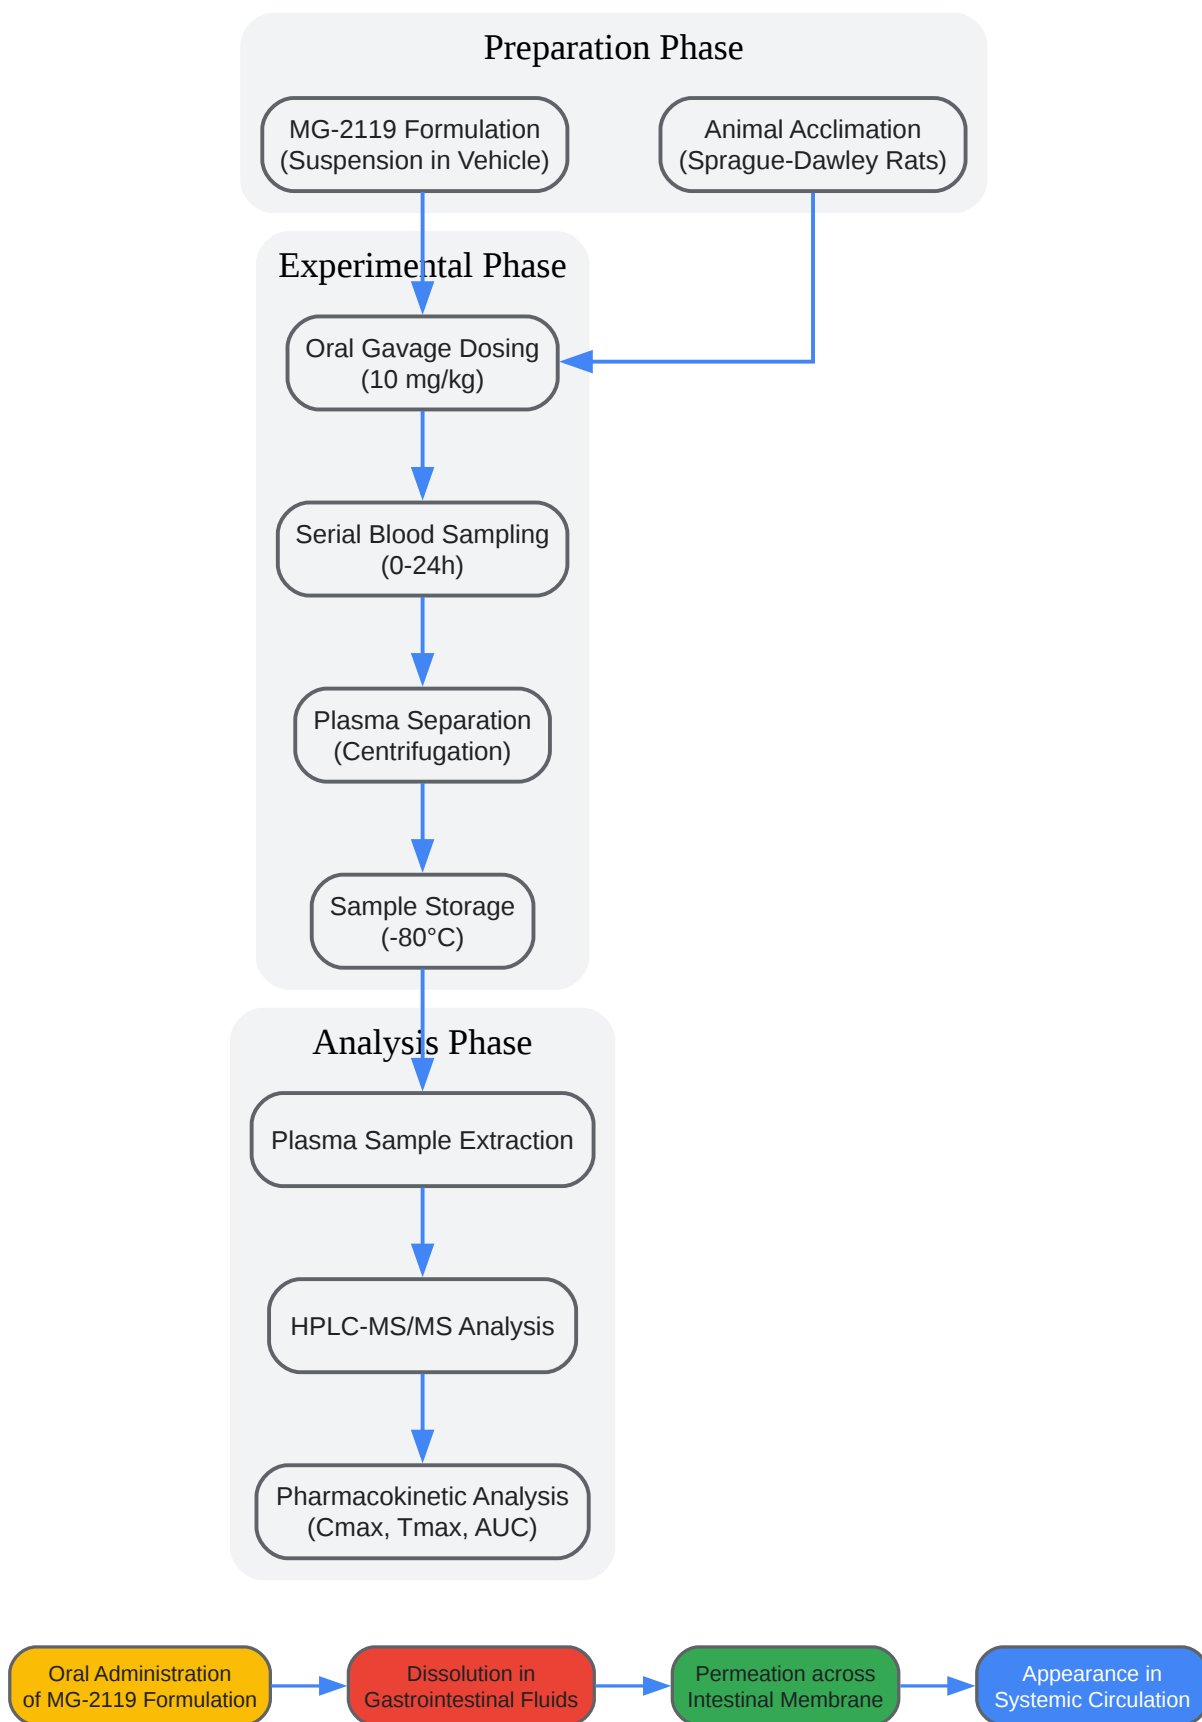 Preparation Phase
MG-2119 Formulation
(Suspension in Vehicle)
Animal Acclimation
(Sprague-Dawley Rats)
Experimental Phase
Oral Gavage Dosing
(10 mg/kg)
Serial Blood Sampling
(0-24h)
Plasma Separation
(Centrifugation)
Sample Storage
(-80°C)
Analysis Phase
Plasma Sample Extraction
HPLC-MS/MS Analysis
Pharmacokinetic Analysis
(Cmax, Tmax, AUC)
Oral Administration
of MG-2119 Formulation
Dissolution in
Gastrointestinal Fluids
Permeation across
Intestinal Membrane
Appearance in
Systemic Circulation